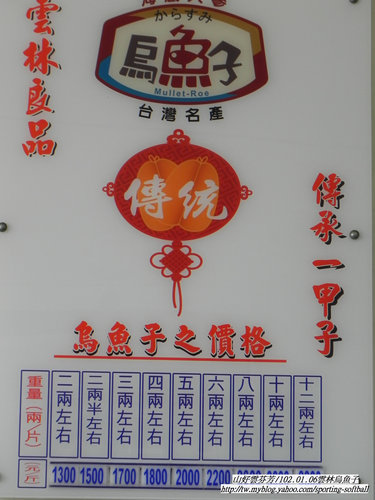 からすみ
烏魚子
Mullet-Roe
台灣名產
雲林良品
傳統
傳承一甲子
烏魚子之價格
重量(兩片) 二兩左右 二兩半左右 三兩左右 四兩左右 五兩左右 六兩左右 八兩左右 十兩左右 十二兩左右
元/斤 1300 1500 1700 1800 2000 2200
山好雲芬芳/102.01.06雲林烏魚子
http://tw.myblog.yahoo.com/sporting-softball